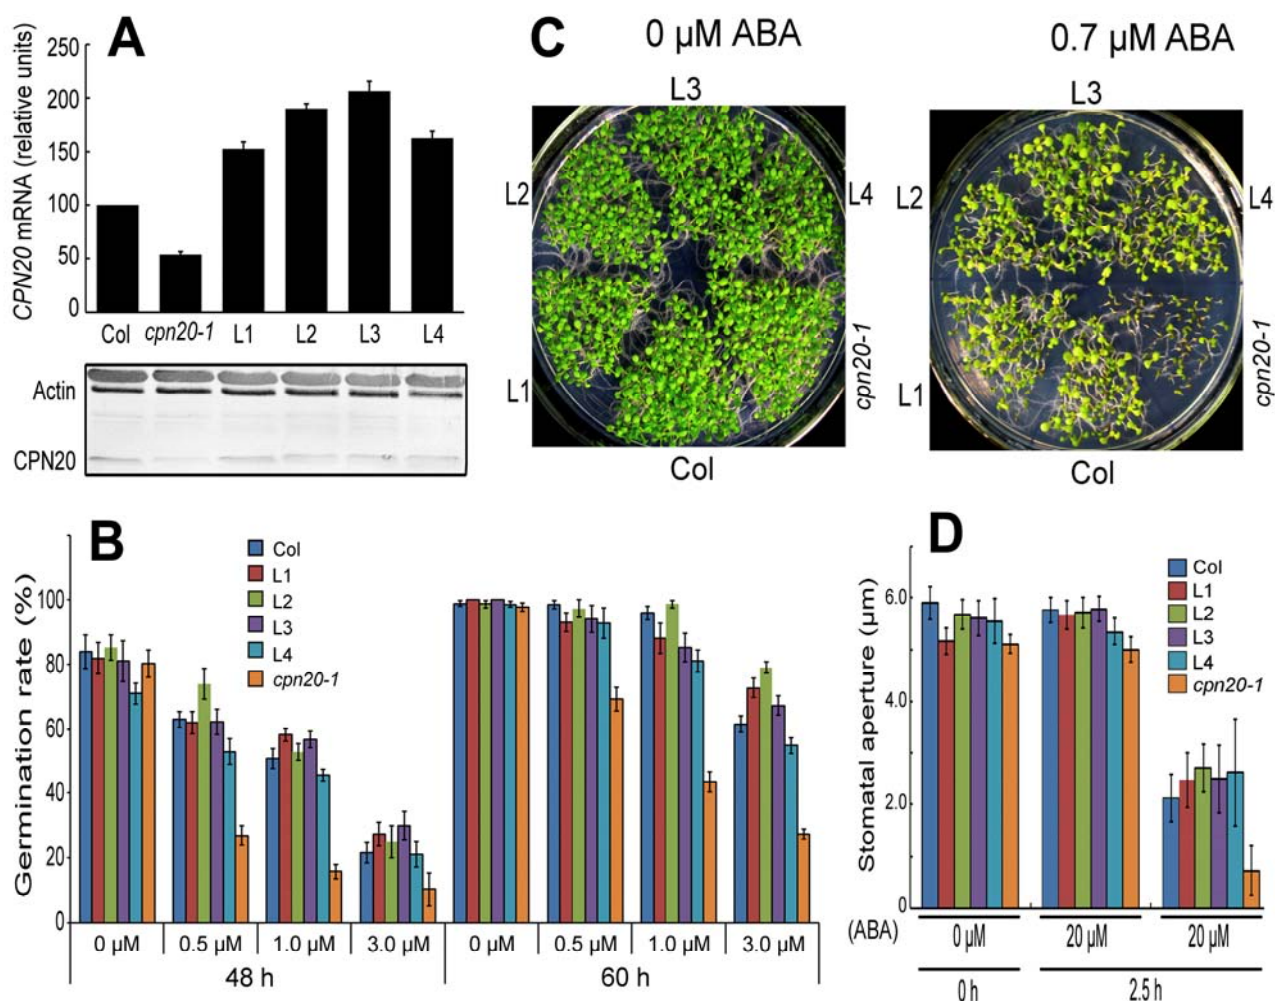 A
CPN20 mRNA (relative units)
250
200
150
100
50
0
Col cpn20-1 L1 L2 L3 L4
Actin
CPN20
C
0 µM ABA
0.7 µM ABA
L3
L2
L4
L1
cpn20-1
Col
L3
L2
L4
L1
cpn20-1
Col
B
Germination rate (%)
100
80
60
40
20
0
Col
L1
L2
L3
L4
cpn20-1
0 µM 0.5 µM 1.0 µM 3.0 µM 0 µM 0.5 µM 1.0 µM 3.0 µM
48 h 60 h
D
Stomatal aperture (µm)
6.0
4.0
2.0
0
Col
L1
L2
L3
L4
cpn20-1
(ABA) 0 µM 20 µM 20 µM
0 h 2.5 h